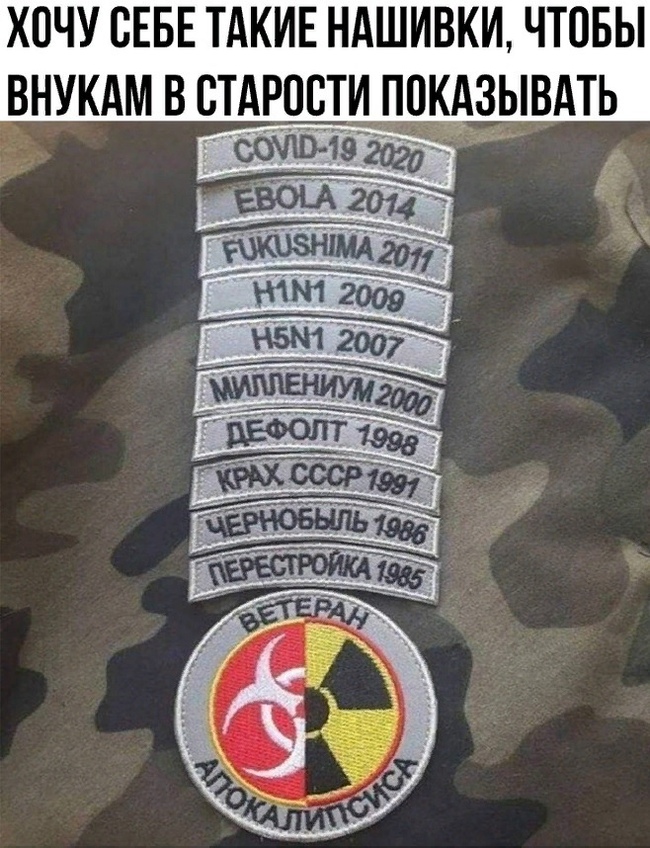 ХОЧУ СЕБЕ ТАКИЕ НАШИВКИ, ЧТОБЫ
ВНУКАМ В СТАРОСТИ ПОКАЗЫВАТЬ
COVID-19 2020
EBOLA 2014
FUKUSHIMA 2011
H1N1 2009
H5N1 2007
МИЛЛЕНИУМ 2000
ДЕФОЛТ 1998
КРАХ СССР 1991
ЧЕРНОБЫЛЬ 1986
ПЕРЕСТРОЙКА 1985
ВЕТЕРАН
АПОКАЛИПСИСА